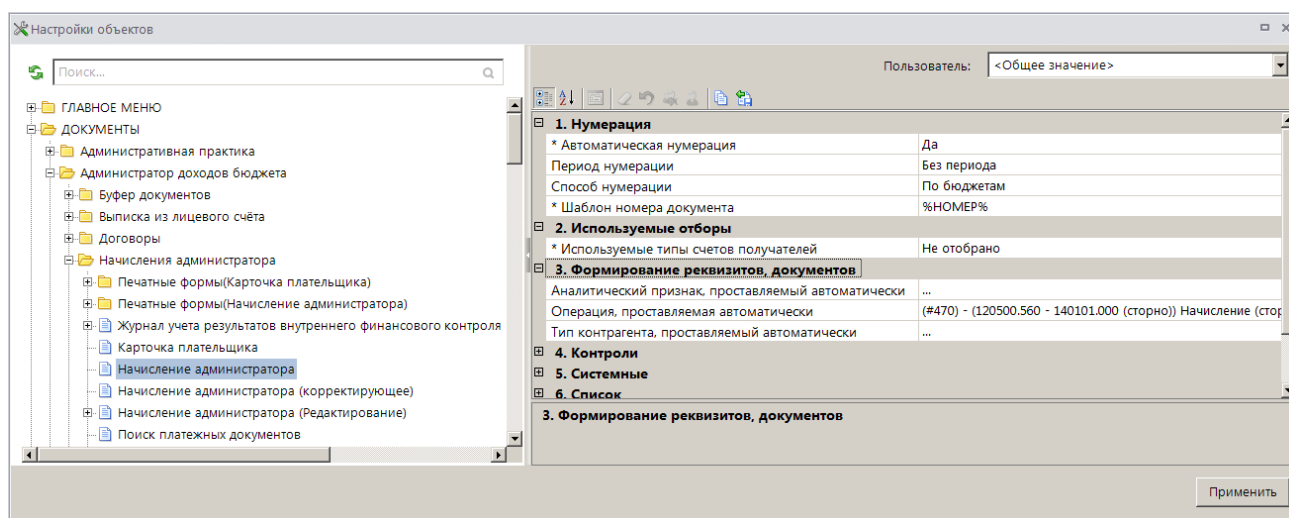 Настройки объектов
Поиск...
ГЛАВНОЕ МЕНЮ
ДОКУМЕНТЫ
Административная практика
Администратор доходов бюджета
Буфер документов
Выписка из лицевого счёта
Договоры
Начисления администратора
Печатные формы(Карточка плательщика)
Печатные формы(Начисление администратора)
Журнал учета результатов внутреннего финансового контроля
Карточка плательщика
Начисление администратора
Начисление администратора (корректирующее)
Начисление администратора (Редактирование)
Поиск платежных документов
Пользователь: <Общее значение>
1. Нумерация
* Автоматическая нумерация Да
Период нумерации Без периода
Способ нумерации По бюджетам
* Шаблон номера документа %НОМЕР%
2. Используемые отборы
* Используемые типы счетов получателей Не отобрано
3. Формирование реквизитов, документов
Аналитический признак, проставляемый автоматически ...
Операция, проставляемая автоматически (#470) - (120500.560 - 140101.000 (сторно)) Начисление (стор
Тип контрагента, проставляемый автоматически ...
4. Контроли
5. Системные
6. Список
3. Формирование реквизитов, документов
Применить